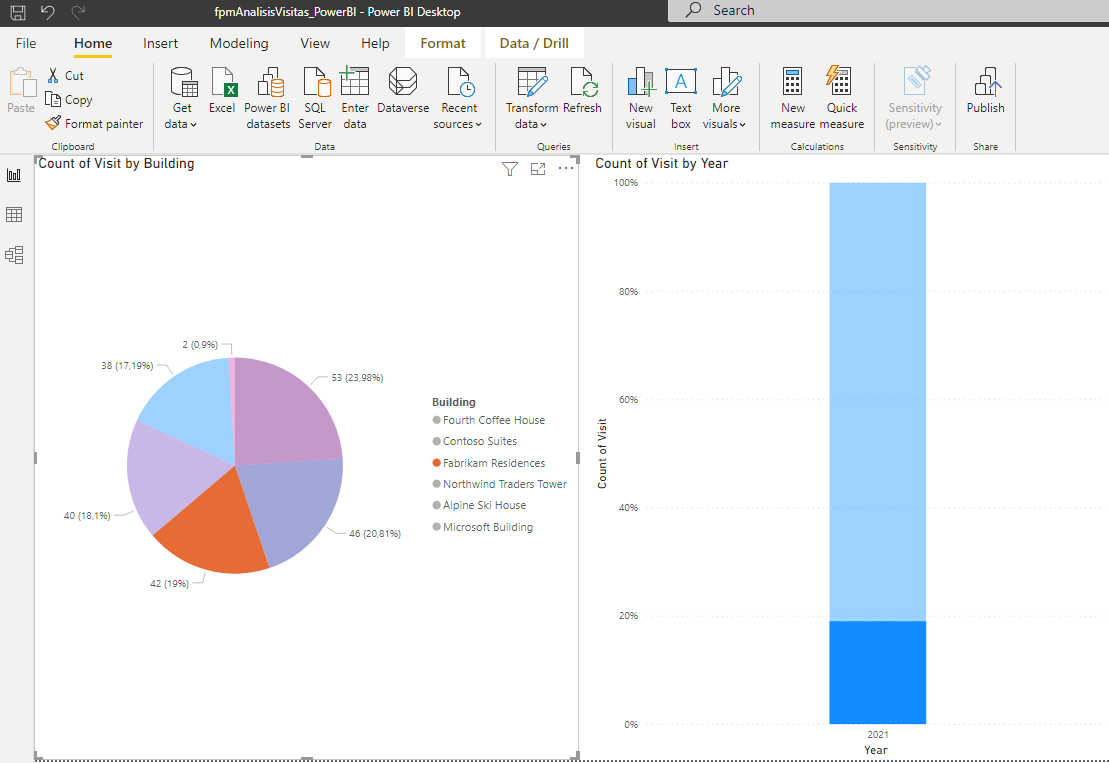 fpmAnalisisVisitas_PowerBI - Power BI Desktop
Search
File
Home
Insert
Modeling
View
Help
Format
Data / Drill
Paste
Cut
Copy
Format painter
Clipboard
Get
data
Excel
Power BI
datasets
SQL
Server
Enter
data
Dataverse
Recent
sources
Data
Transform
data
Refresh
Queries
New
visual
Text
box
More
visuals
Insert
New
measure
Quick
measure
Calculations
Sensitivity
(preview)
Sensitivity
Publish
Share
Count of Visit by Building
2 (0,9%)
38 (17,19%)
53 (23,98%)
40 (18,1%)
46 (20,81%)
42 (19%)
Building
Fourth Coffee House
Contoso Suites
Fabrikam Residences
Northwind Traders Tower
Alpine Ski House
Microsoft Building
Count of Visit by Year
100%
80%
60%
40%
20%
0%
Count of Visit
2021
Year